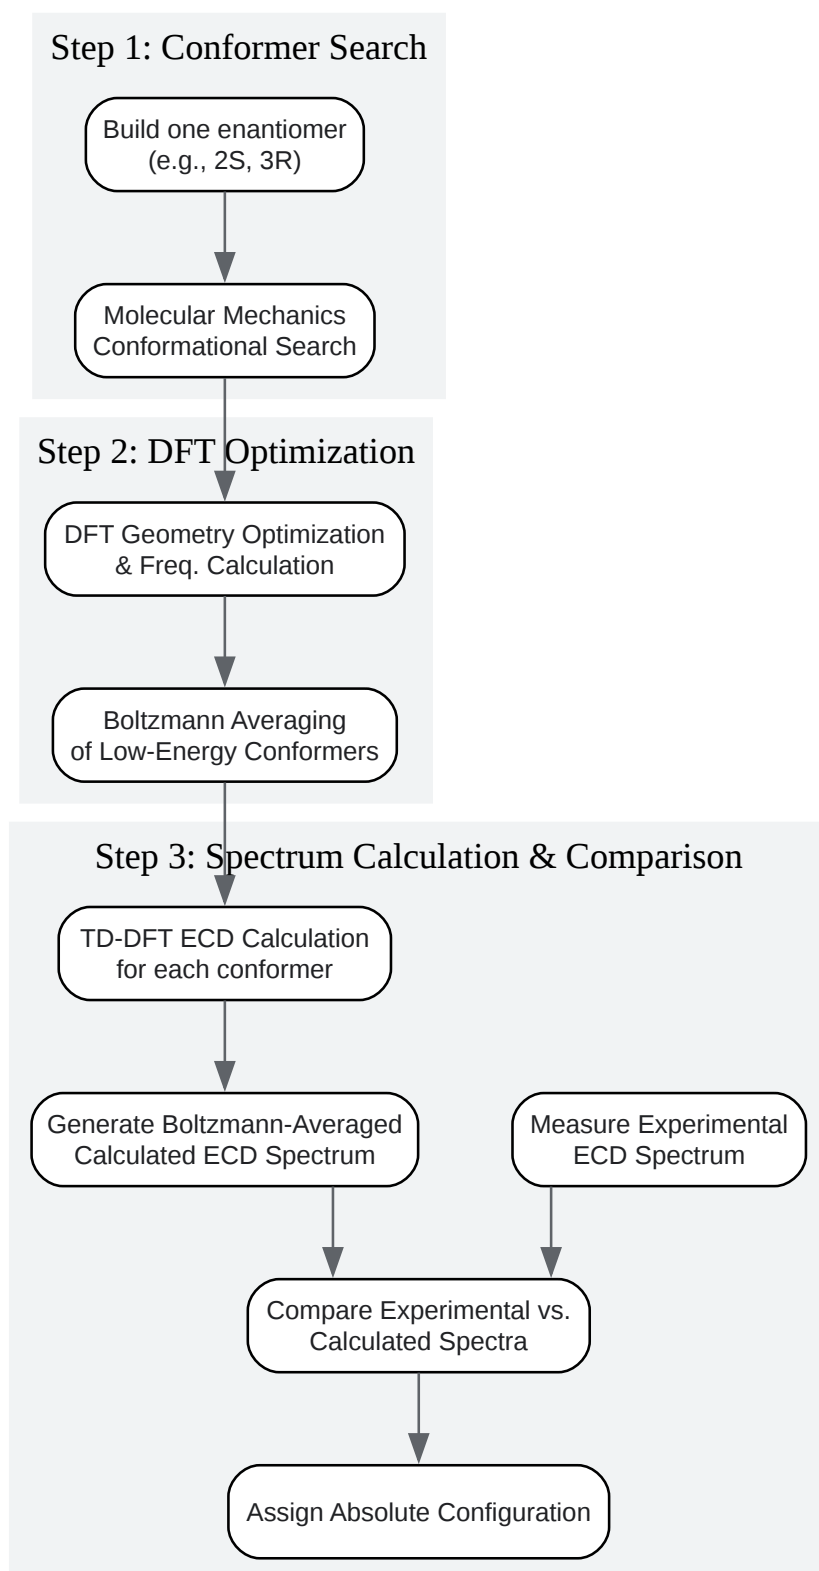 Step 1: Conformer Search
Build one enantiomer
(e.g., 2S, 3R)
Molecular Mechanics
Conformational Search
Step 2: DFT Optimization
DFT Geometry Optimization
& Freq. Calculation
Boltzmann Averaging
of Low-Energy Conformers
Step 3: Spectrum Calculation & Comparison
TD-DFT ECD Calculation
for each conformer
Generate Boltzmann-Averaged
Calculated ECD Spectrum
Measure Experimental
ECD Spectrum
Compare Experimental vs.
Calculated Spectra
Assign Absolute Configuration